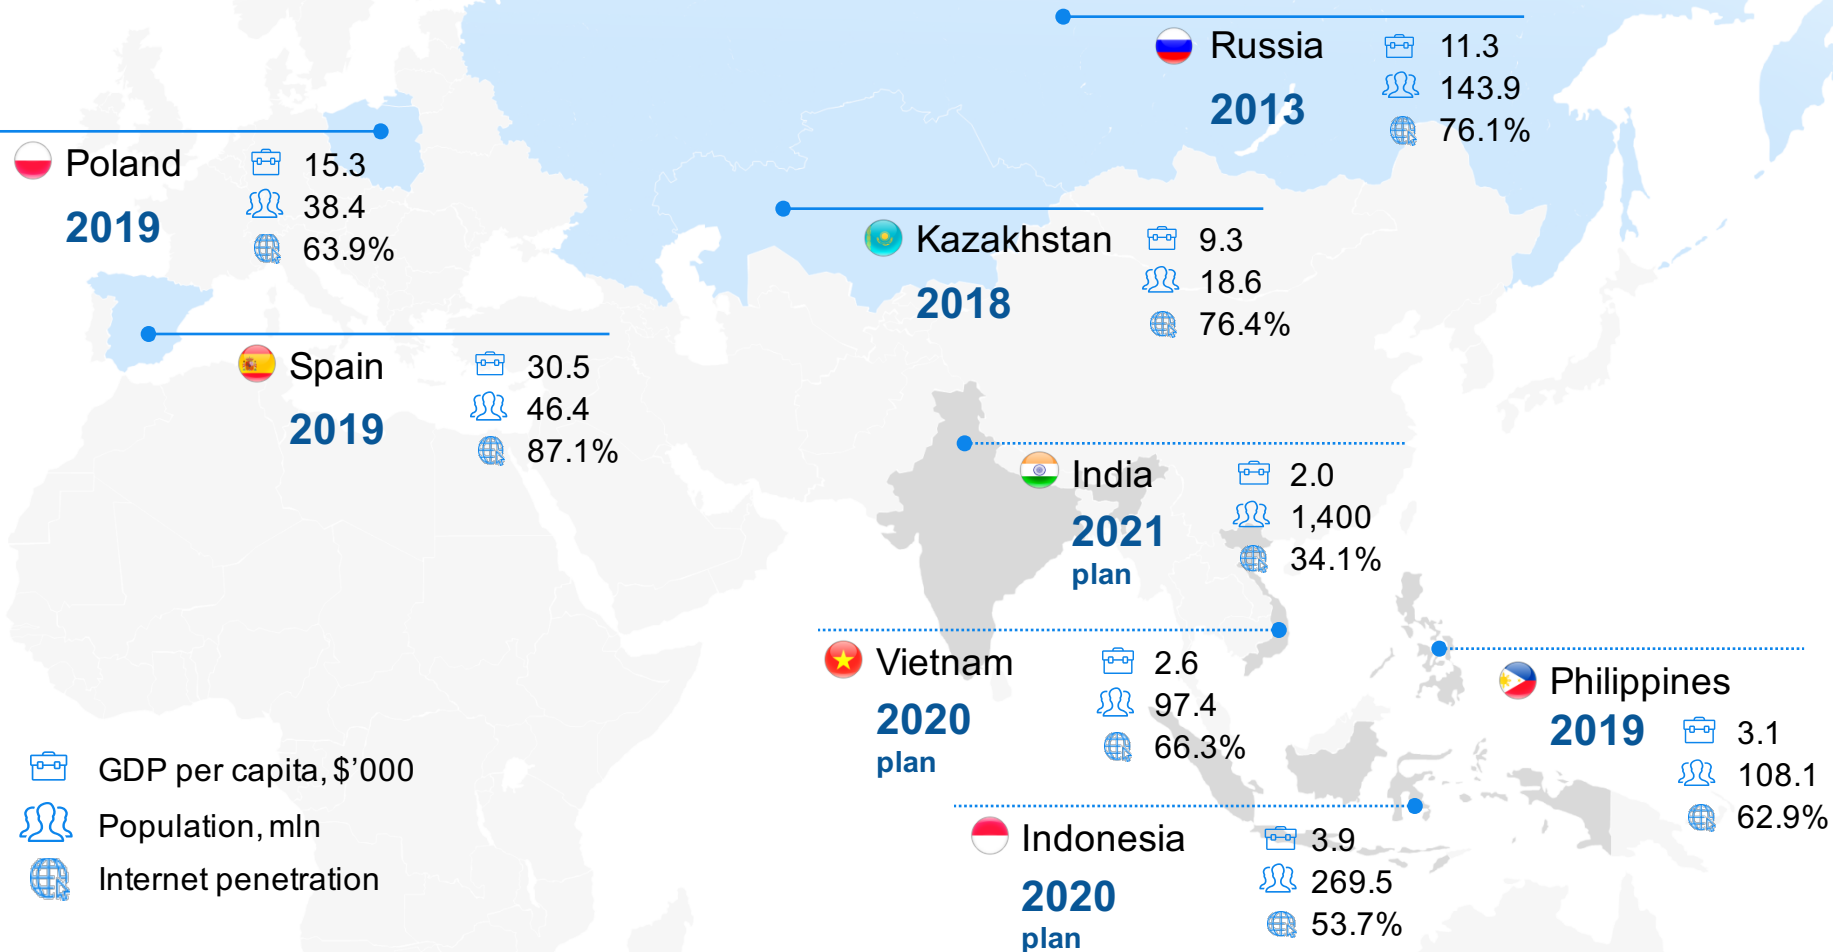 Russia
2013
11.3
143.9
76.1%
Poland
2019
15.3
38.4
63.9%
Kazakhstan
2018
9.3
18.6
76.4%
Spain
2019
30.5
46.4
87.1%
India
2021
plan
2.0
1,400
34.1%
Vietnam
2020
plan
2.6
97.4
66.3%
Philippines
2019
3.1
108.1
62.9%
Indonesia
2020
plan
3.9
269.5
53.7%
GDP per capita, $’000
Population, mln
Internet penetration